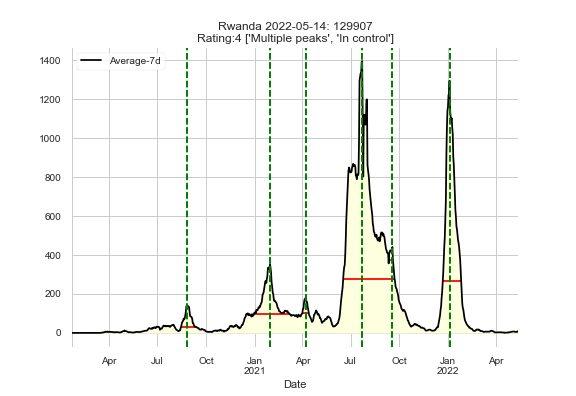 Rwanda 2022-05-14: 129907
Rating:4 ['Multiple peaks', 'In control']
Average-7d
1400
1200
1000
800
600
400
200
0
Apr Jul Oct Jan Apr Jul Oct Jan Apr
2021 2022
Date